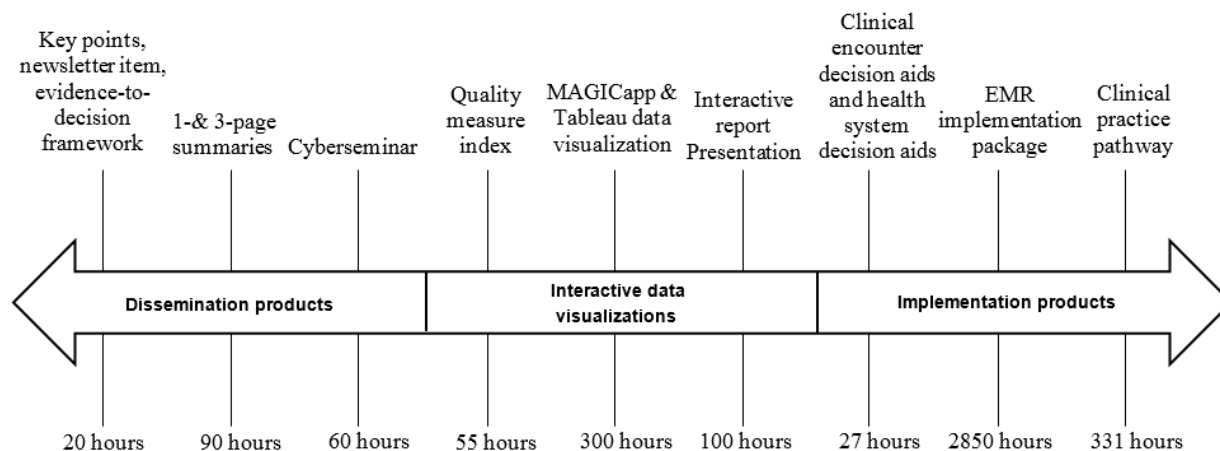 Key points,
newsletter item,
evidence-to-
decision
framework
1-& 3-page
summaries
Cyberseminar
Quality
measure
index
MAGICapp &
Tableau data
visualization
Interactive
report
Presentation
Clinical
encounter
decision aids
and health
system
decision aids
EMR
implementation
package
Clinical
practice
pathway
Dissemination products
Interactive data
visualizations
Implementation products
20 hours
90 hours
60 hours
55 hours
300 hours
100 hours
27 hours
2850 hours
331 hours